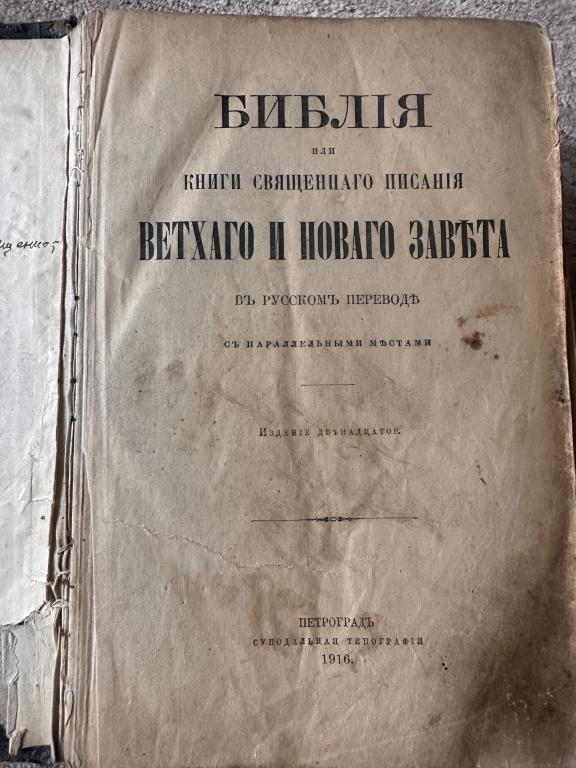 БИБЛІЯ
ИЛИ
КНИГИ СВЯЩЕННАГО ПИСАНІЯ
ВЕТХАГО И НОВАГО ЗАВѢТА
ВЪ РУССКОМЪ ПЕРЕВОДѢ
СЪ ПАРАЛЛЕЛЬНЫМИ МѢСТАМИ
ИЗДАНІЕ ДВѢНАДЦАТОЕ.
ПЕТРОГРАДЪ
СѴНОДАЛЬНАЯ ТИПОГРАФІЯ
1916.